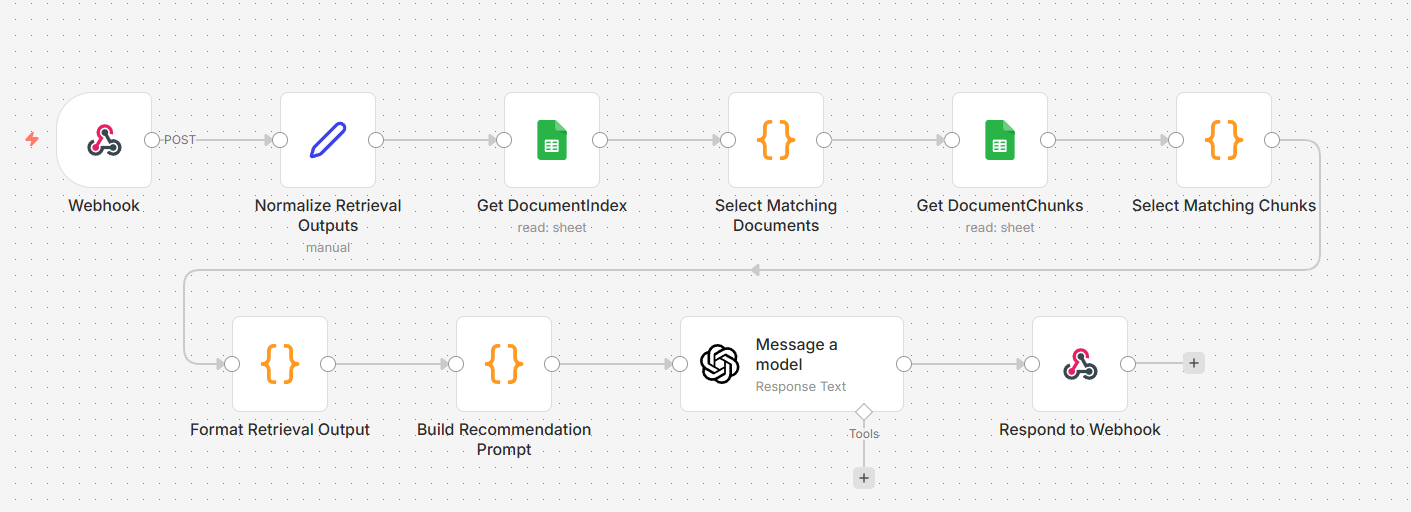 POST
Webhook
Normalize Retrieval
Outputs
manual
Get DocumentIndex
read: sheet
Select Matching
Documents
Get DocumentChunks
read: sheet
Select Matching Chunks
Format Retrieval Output
Build Recommendation
Prompt
Message a
model
Response Text
Tools
Respond to Webhook